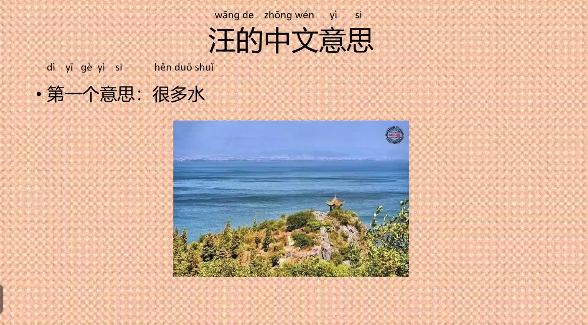 wāng de zhōng wén yì si
汪的中文意思
dì yī gè yì si hěn duō shuǐ
• 第一个意思：很多水